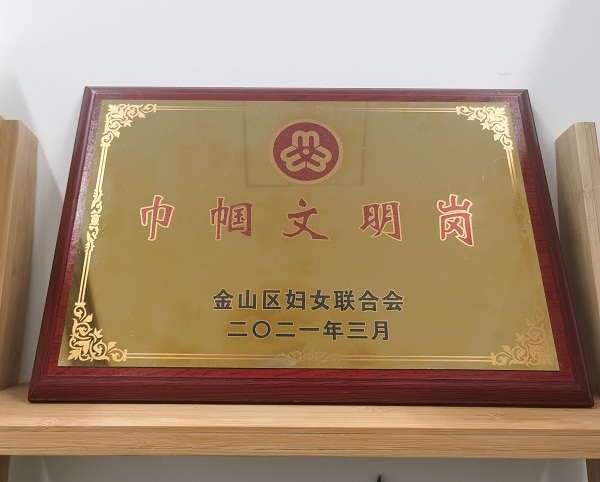 巾帼文明岗
金山区妇女联合会
二〇二一年三月